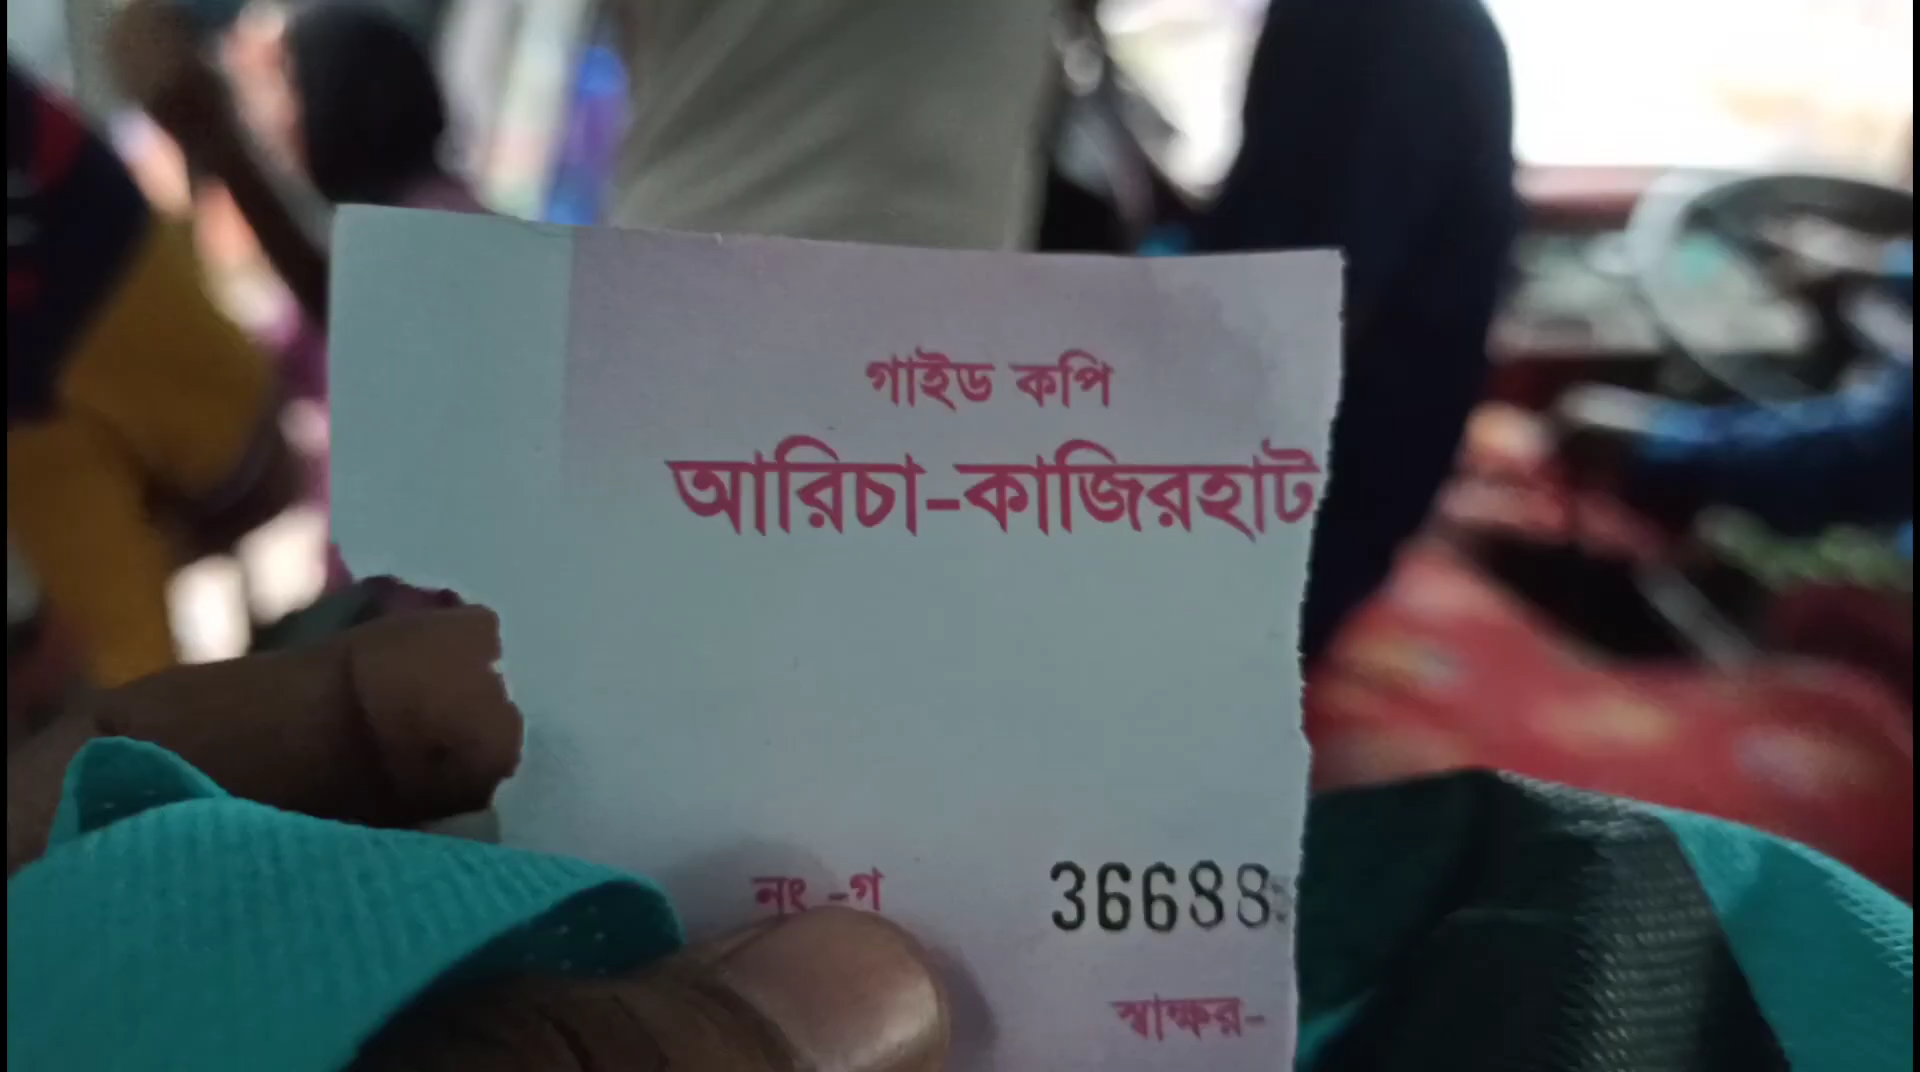 গাইড কপি
আরিচা-কাজিরহাট
নং -গ 36688
স্বাক্ষর-